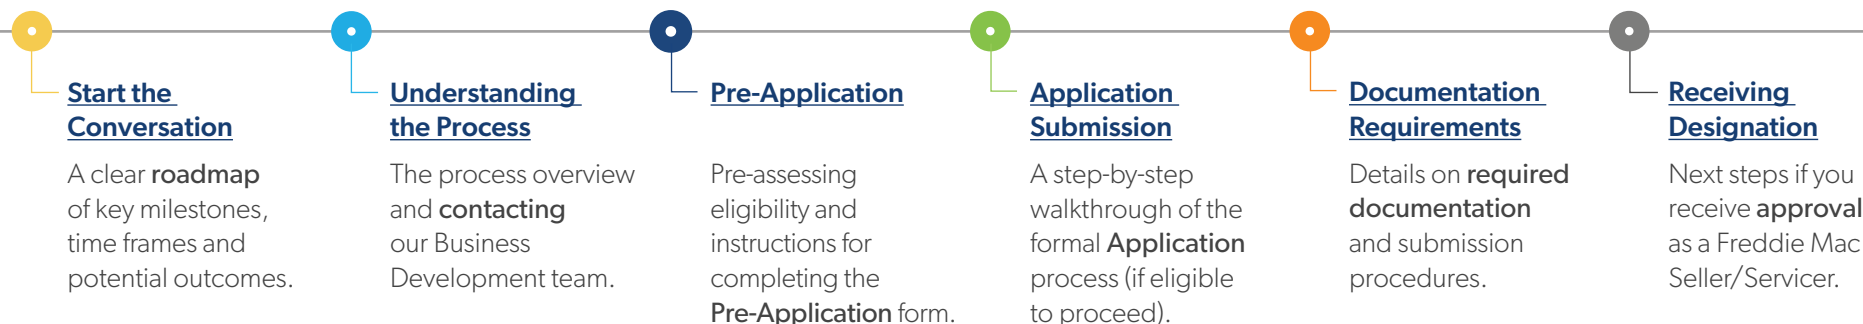 Start the
Conversation
A clear roadmap
of key milestones,
time frames and
potential outcomes.
Understanding
the Process
The process overview
and contacting
our Business
Development team.
Pre-Application
Pre-assessing
eligibility and
instructions for
completing the
Pre-Application form.
Application
Submission
A step-by-step
walkthrough of the
formal Application
process (if eligible
to proceed).
Documentation
Requirements
Details on required
documentation
and submission
procedures.
Receiving
Designation
Next steps if you
receive approval
as a Freddie Mac
Seller/Servicer.